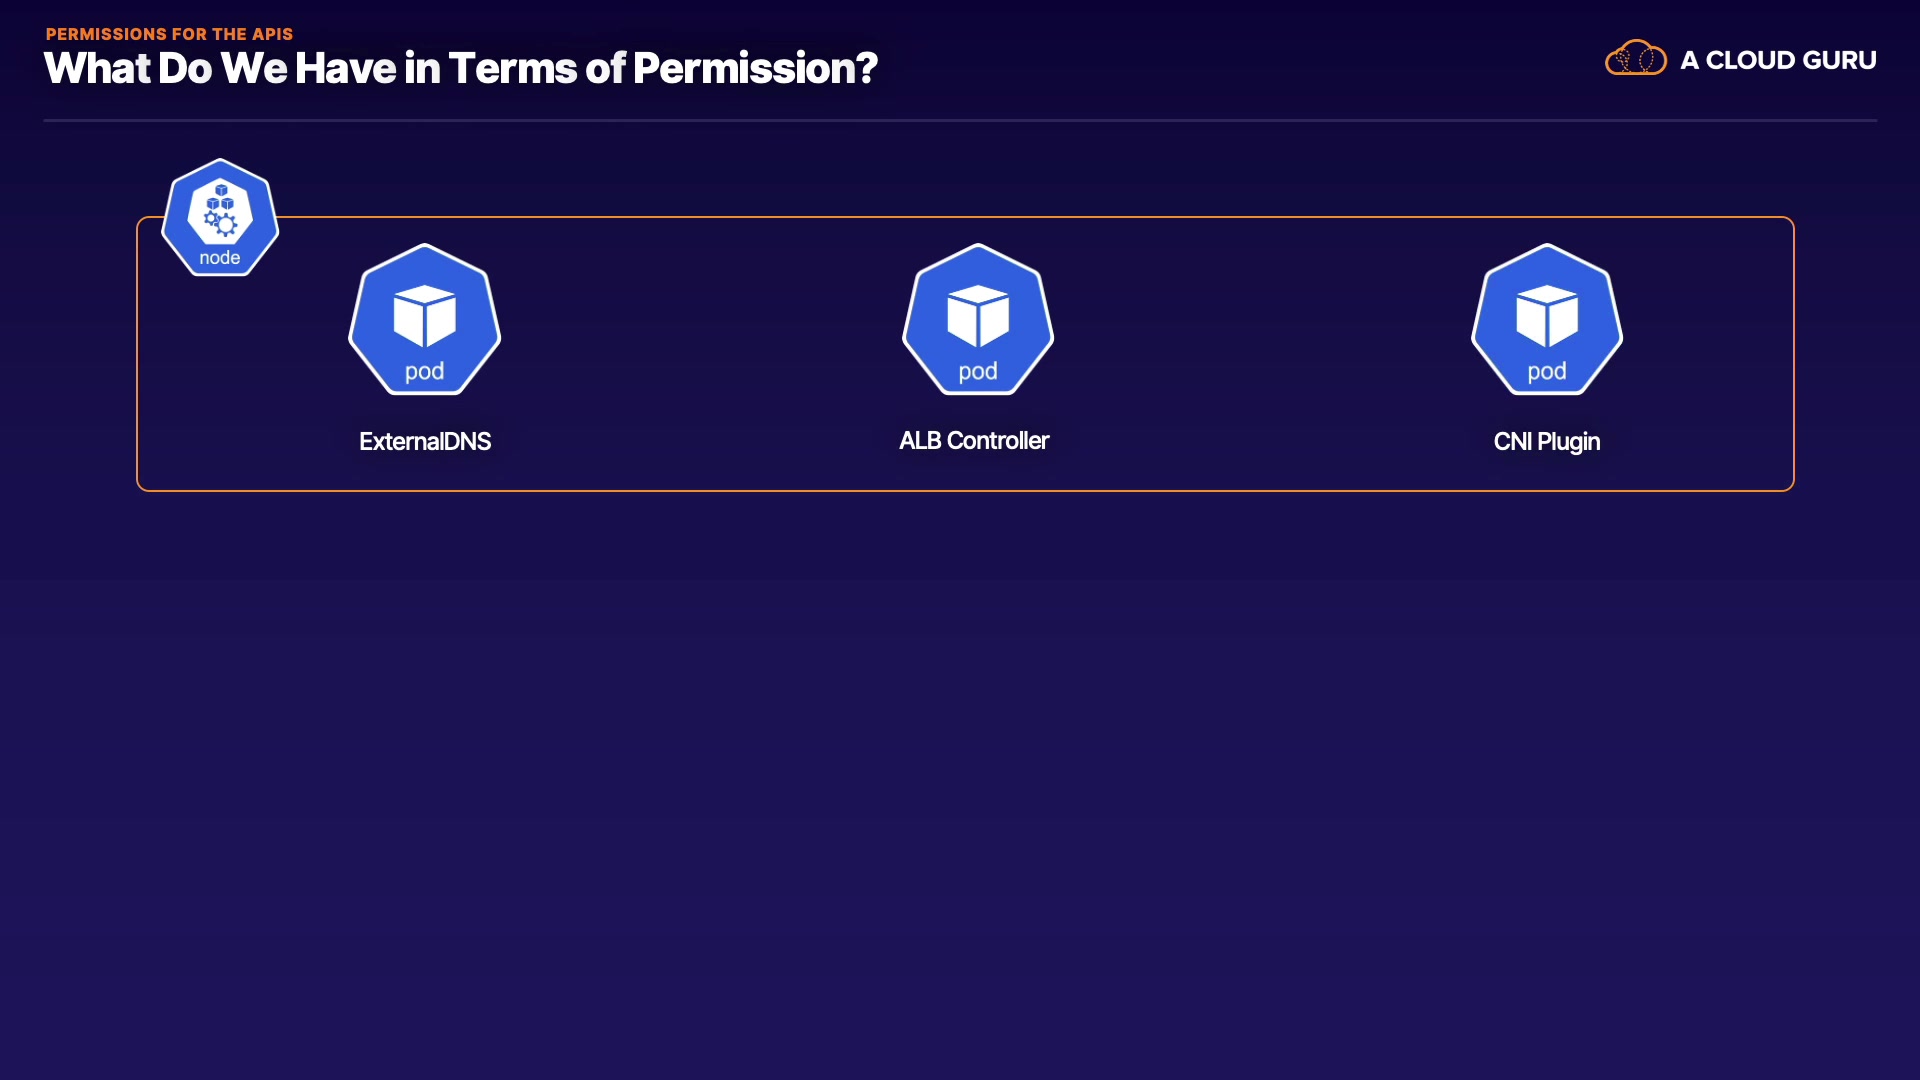 PERMISSIONS FOR THE APIS
What Do We Have in Terms of Permission?
A CLOUD GURU
node
pod
pod
pod
ExternalDNS
ALB Controller
CNI Plugin